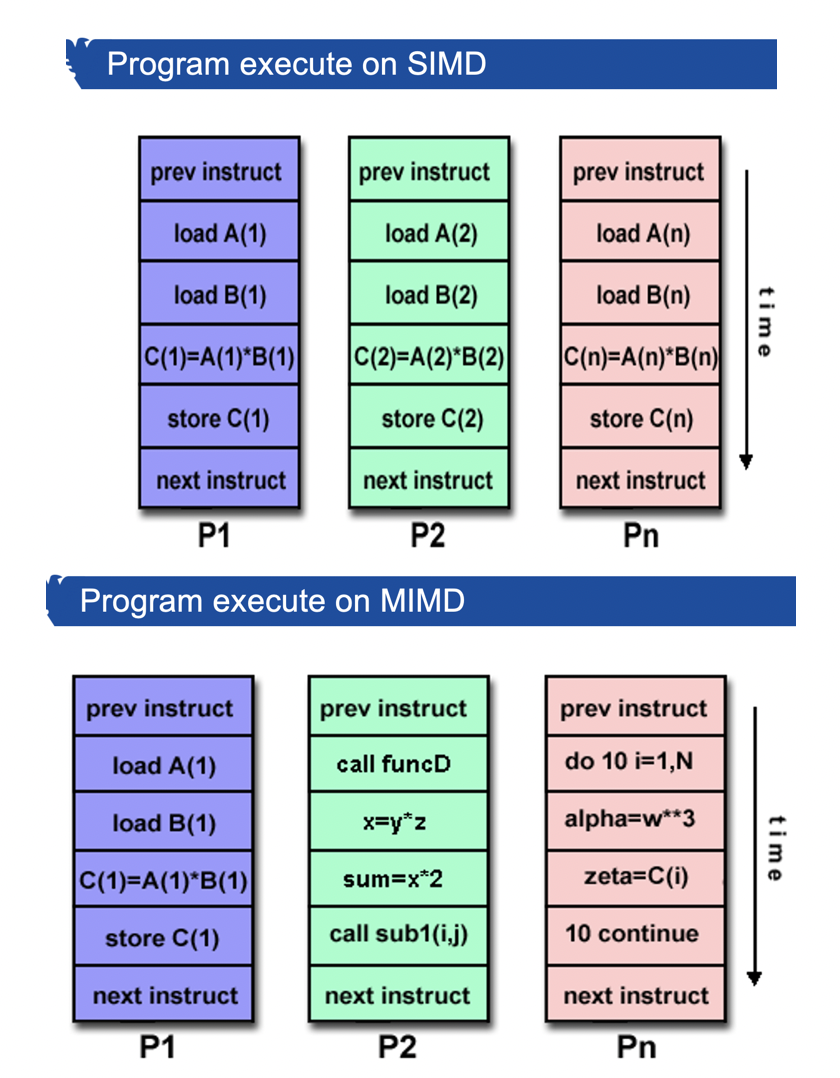 Program execute on SIMD
prev instruct prev instruct prev instruct
load A(1) load A(2) load A(n)
load B(1) load B(2) load B(n)
C(1)=A(1)*B(1) C(2)=A(2)*B(2) C(n)=A(n)*B(n)
store C(1) store C(2) store C(n)
next instruct next instruct next instruct
time
P1 P2 Pn
Program execute on MIMD
prev instruct prev instruct prev instruct
load A(1) call funcD do 10 i=1,N
load B(1) x=y*z alpha=w**3
C(1)=A(1)*B(1) sum=x*2 zeta=C(i)
store C(1) call sub1(i,j) 10 continue
next instruct next instruct next instruct
time
P1 P2 Pn